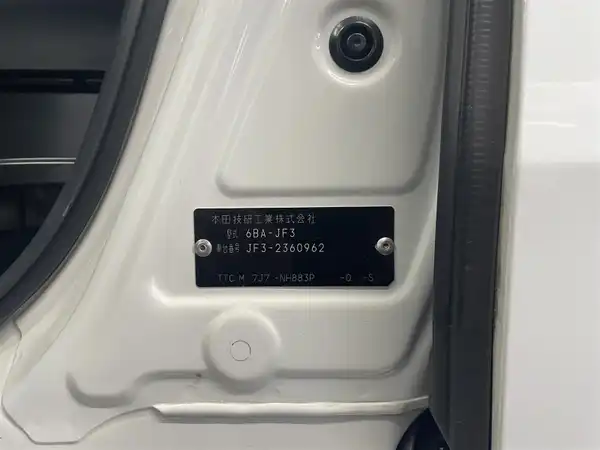 本田技研工業株式会社
型式 6BA-JF3
車台番号 JF3-2360962
TTC M 7J7 -NH883P -0 -S